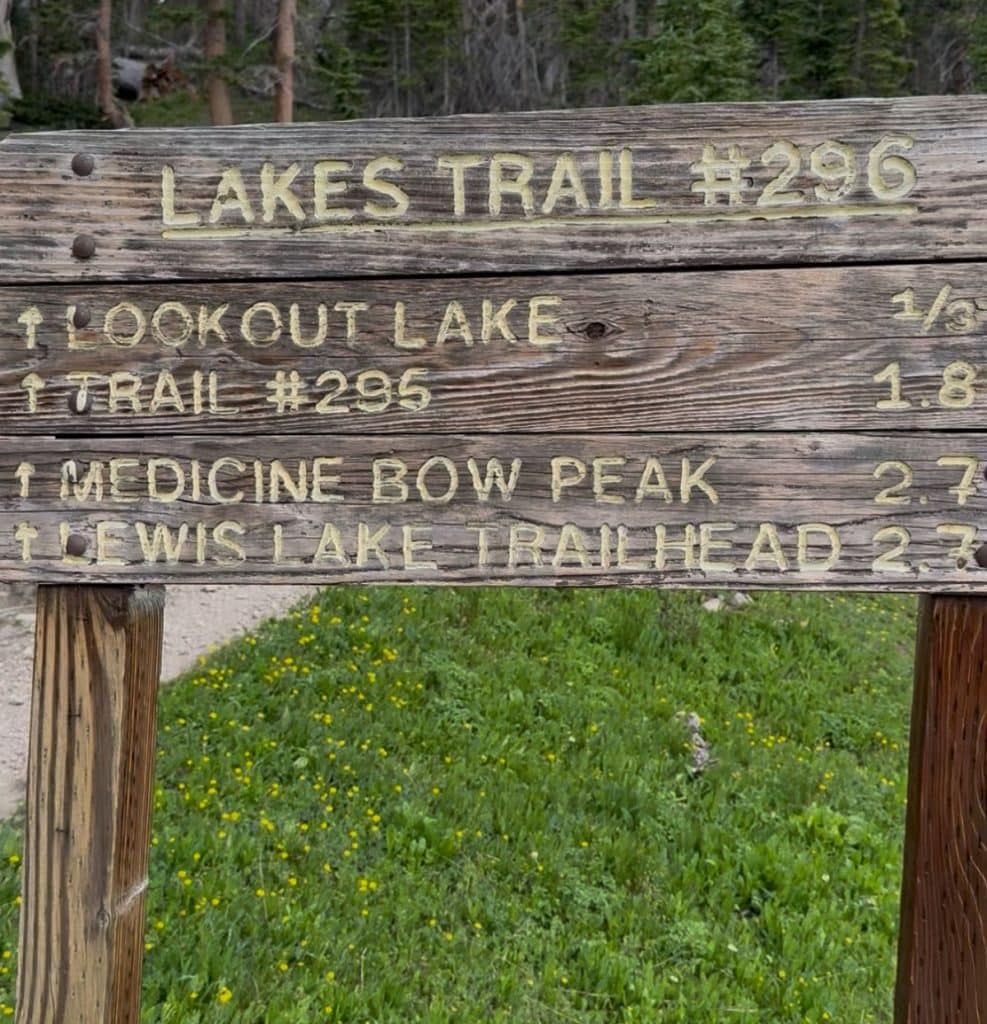 LAKES TRAIL #296
↑ LOOKOUT LAKE 1/3
↑ TRAIL #295 1.8
↑ MEDICINE BOW PEAK 2.7
↑ LEWIS LAKE TRAILHEAD 2.7